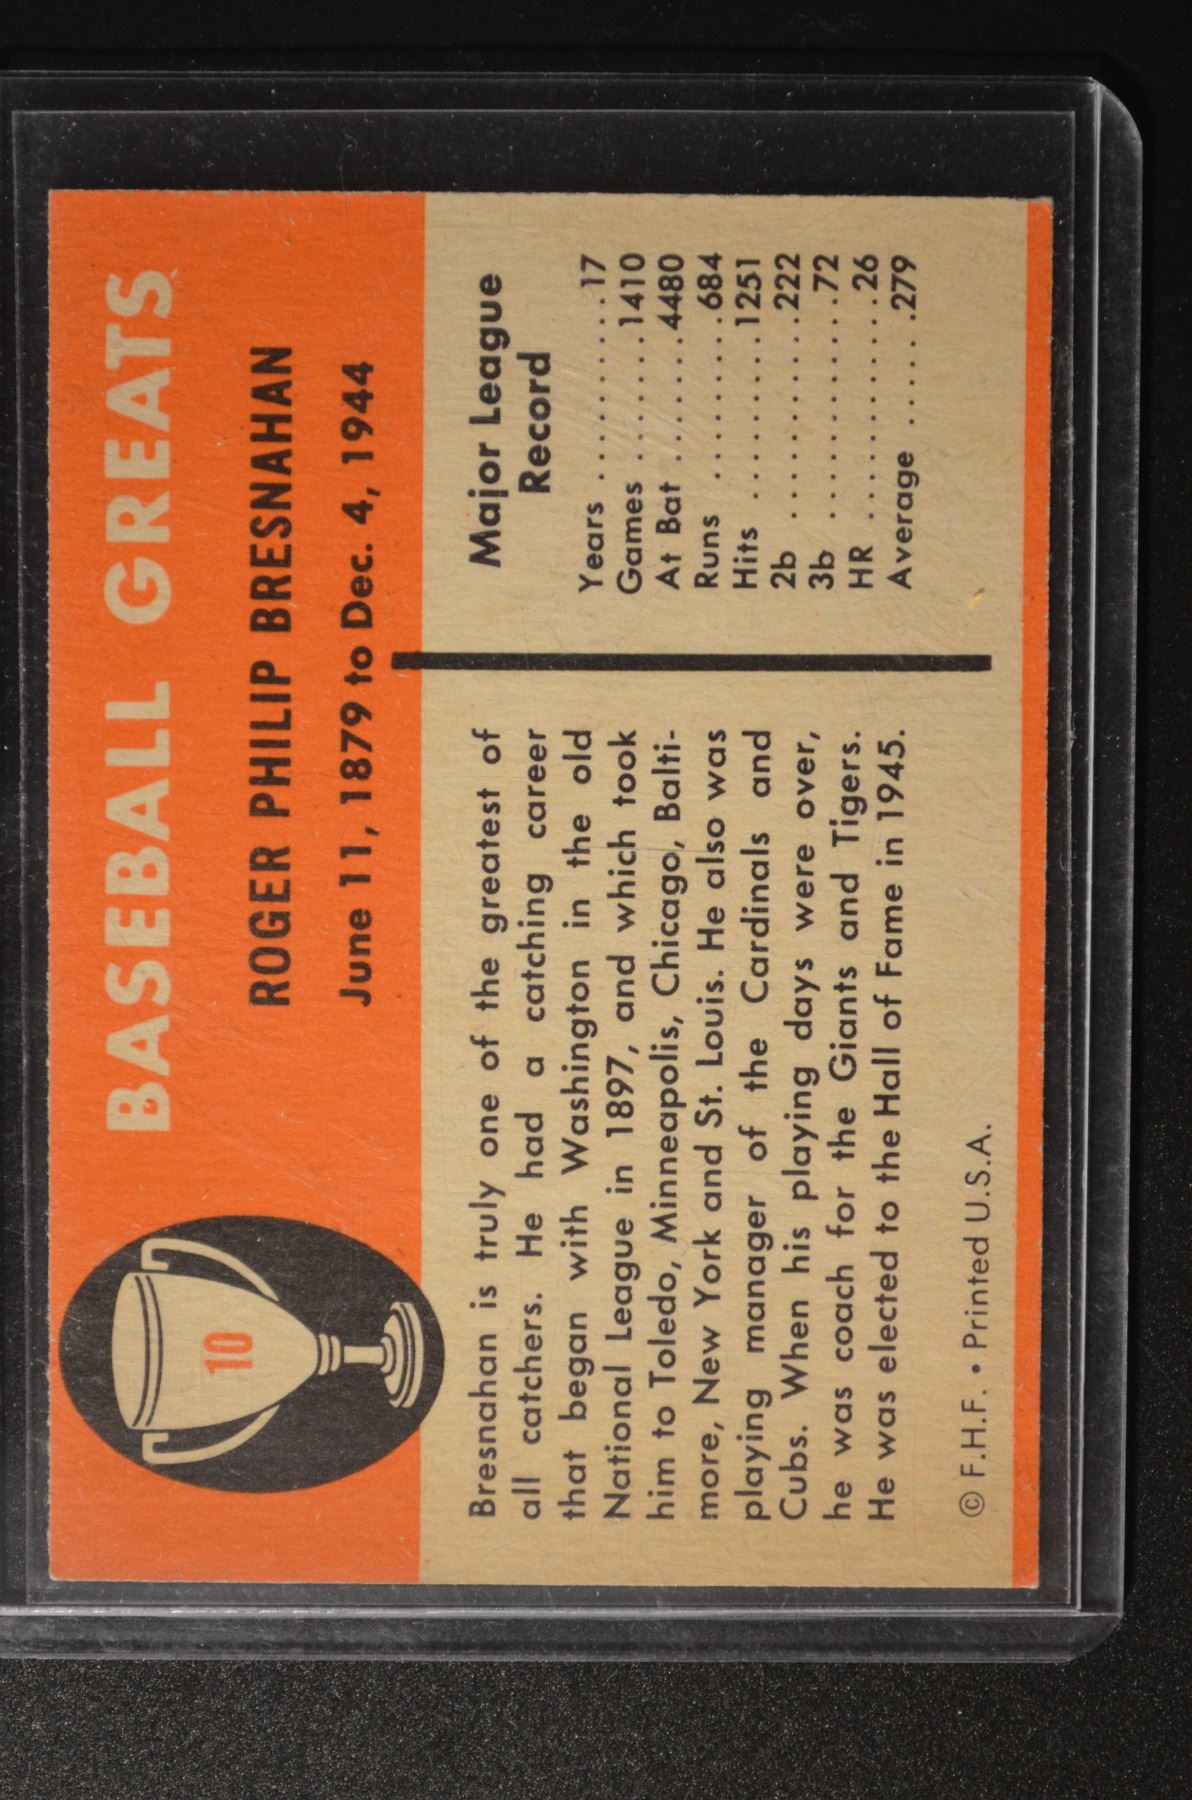 BASEBALL GREATS
10
ROGER PHILIP BRESNAHAN
June 11, 1879 to Dec. 4, 1944
Bresnahan is truly one of the greatest of
all catchers. He had a catching career
that began with Washington in the old
National League in 1897, and which took
him to Toledo, Minneapolis, Chicago, Balti-
more, New York and St. Louis. He also was
playing manager of the Cardinals and
Cubs. When his playing days were over,
he was coach for the Giants and Tigers.
He was elected to the Hall of Fame in 1945.
© F.H.F. • Printed U.S.A.
Major League
Record
Years . . . . . . . . . . 17
Games . . . . . . . 1410
At Bat . . . . . . . 4480
Runs . . . . . . . . . 684
Hits . . . . . . . . . 1251
2b . . . . . . . . . . . 222
3b . . . . . . . . . . . . 72
HR . . . . . . . . . . . 26
Average . . . . . .279